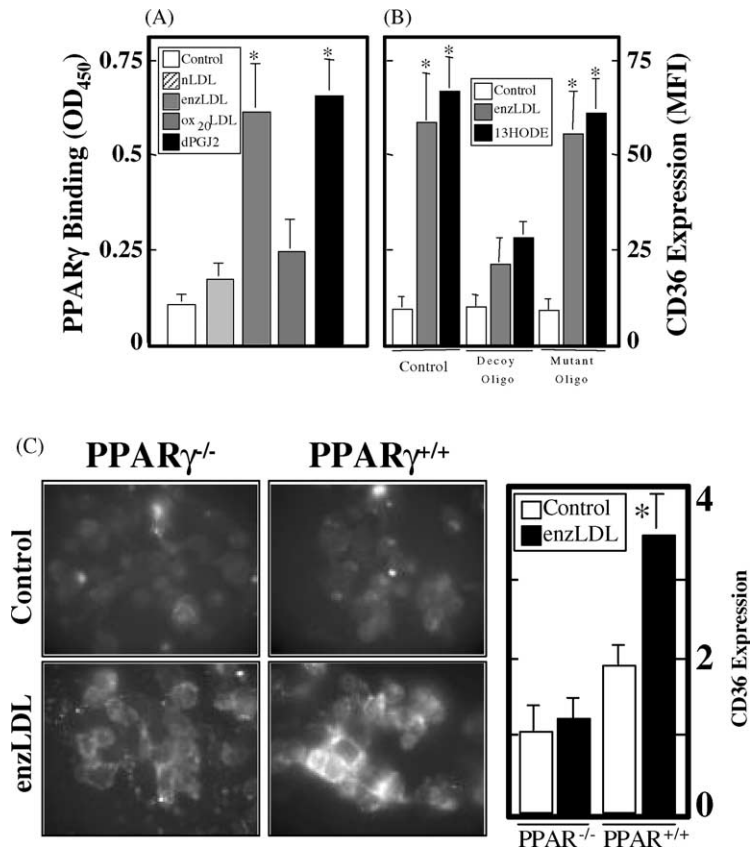 (A)
(B)
PPARγ Binding (OD450)
0.75
0.5
0.25
0
Control
nLDL
enzLDL
ox20LDL
dPGJ2
*
*
Control
enzLDL
13HODE
*
*
*
*
75
50
25
0
CD36 Expression (MFI)
Control
Decoy
Oligo
Mutant
Oligo
(C)
PPARγ-/-
PPARγ+/+
Control
enzLDL
Control
enzLDL
*
4
2
0
CD36 Expression
PPAR-/-
PPAR+/+